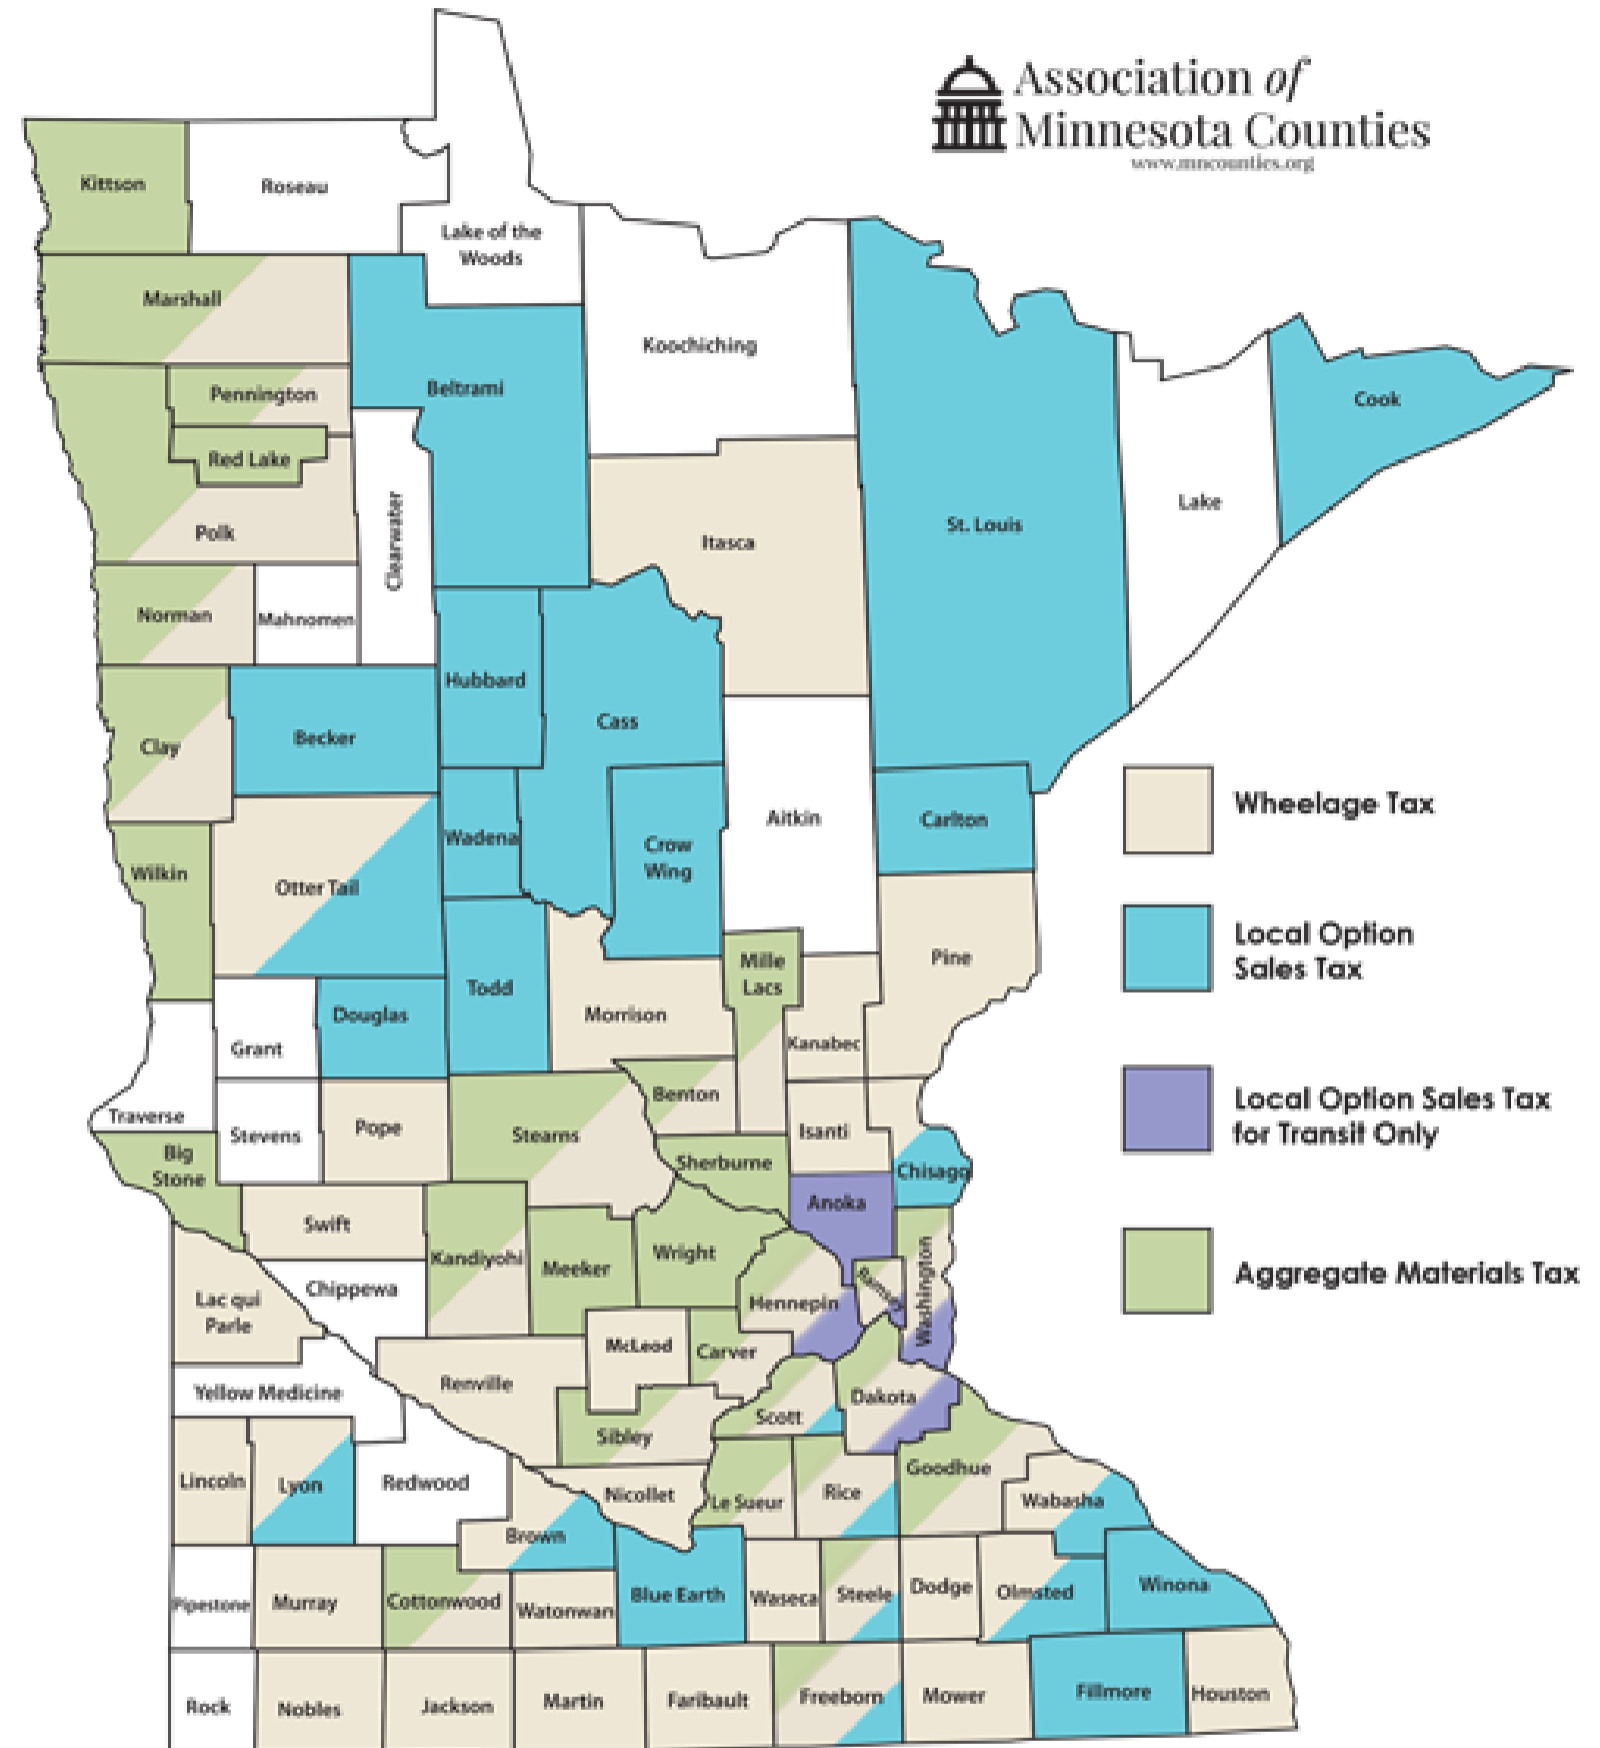 Association of
Minnesota Counties
www.mncounties.org
Kittson
Roseau
Lake of the
Woods
Marshall
Koochiching
Pennington
Beltrami
Cook
Red Lake
Lake
St. Louis
Polk
Clearwater
Itasca
Norman
Mahnomen
Hubbard
Cass
Clay
Becker
Wheelage Tax
Wadena
Crow
Wing
Aitkin
Carlton
Wilkin
Otter Tail
Local Option
Sales Tax
Pine
Mille
Lacs
Todd
Douglas
Morrison
Kanabec
Grant
Local Option Sales Tax
for Transit Only
Benton
Traverse
Stevens
Pope
Stearns
Isanti
Big
Stone
Sherburne
Chisago
Anoka
Swift
Kandiyohi
Meeker
Wright
Washington
Ramsey
Aggregate Materials Tax
Chippewa
Lac qui
Parle
Hennepin
McLeod
Carver
Yellow Medicine
Renville
Dakota
Scott
Sibley
Lincoln
Lyon
Redwood
Nicollet
Le Sueur
Rice
Goodhue
Wabasha
Brown
Pipestone
Murray
Cottonwood
Watonwan
Blue Earth
Waseca
Steele
Dodge
Olmsted
Winona
Rock
Nobles
Jackson
Martin
Faribault
Freeborn
Mower
Fillmore
Houston